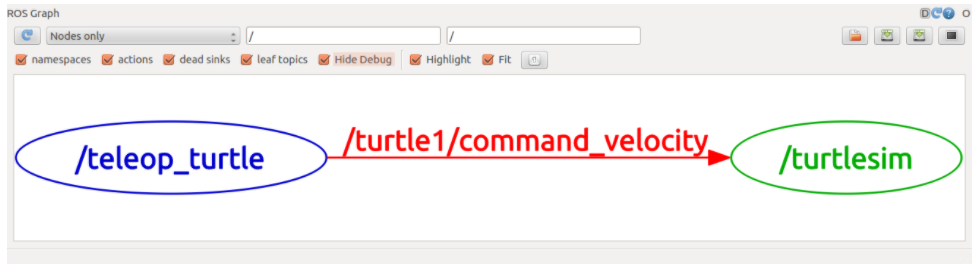 ROS Graph D ? O
Nodes only / /
namespaces actions dead sinks leaf topics Hide Debug Highlight Fit
/teleop_turtle /turtle1/command_velocity /turtlesim